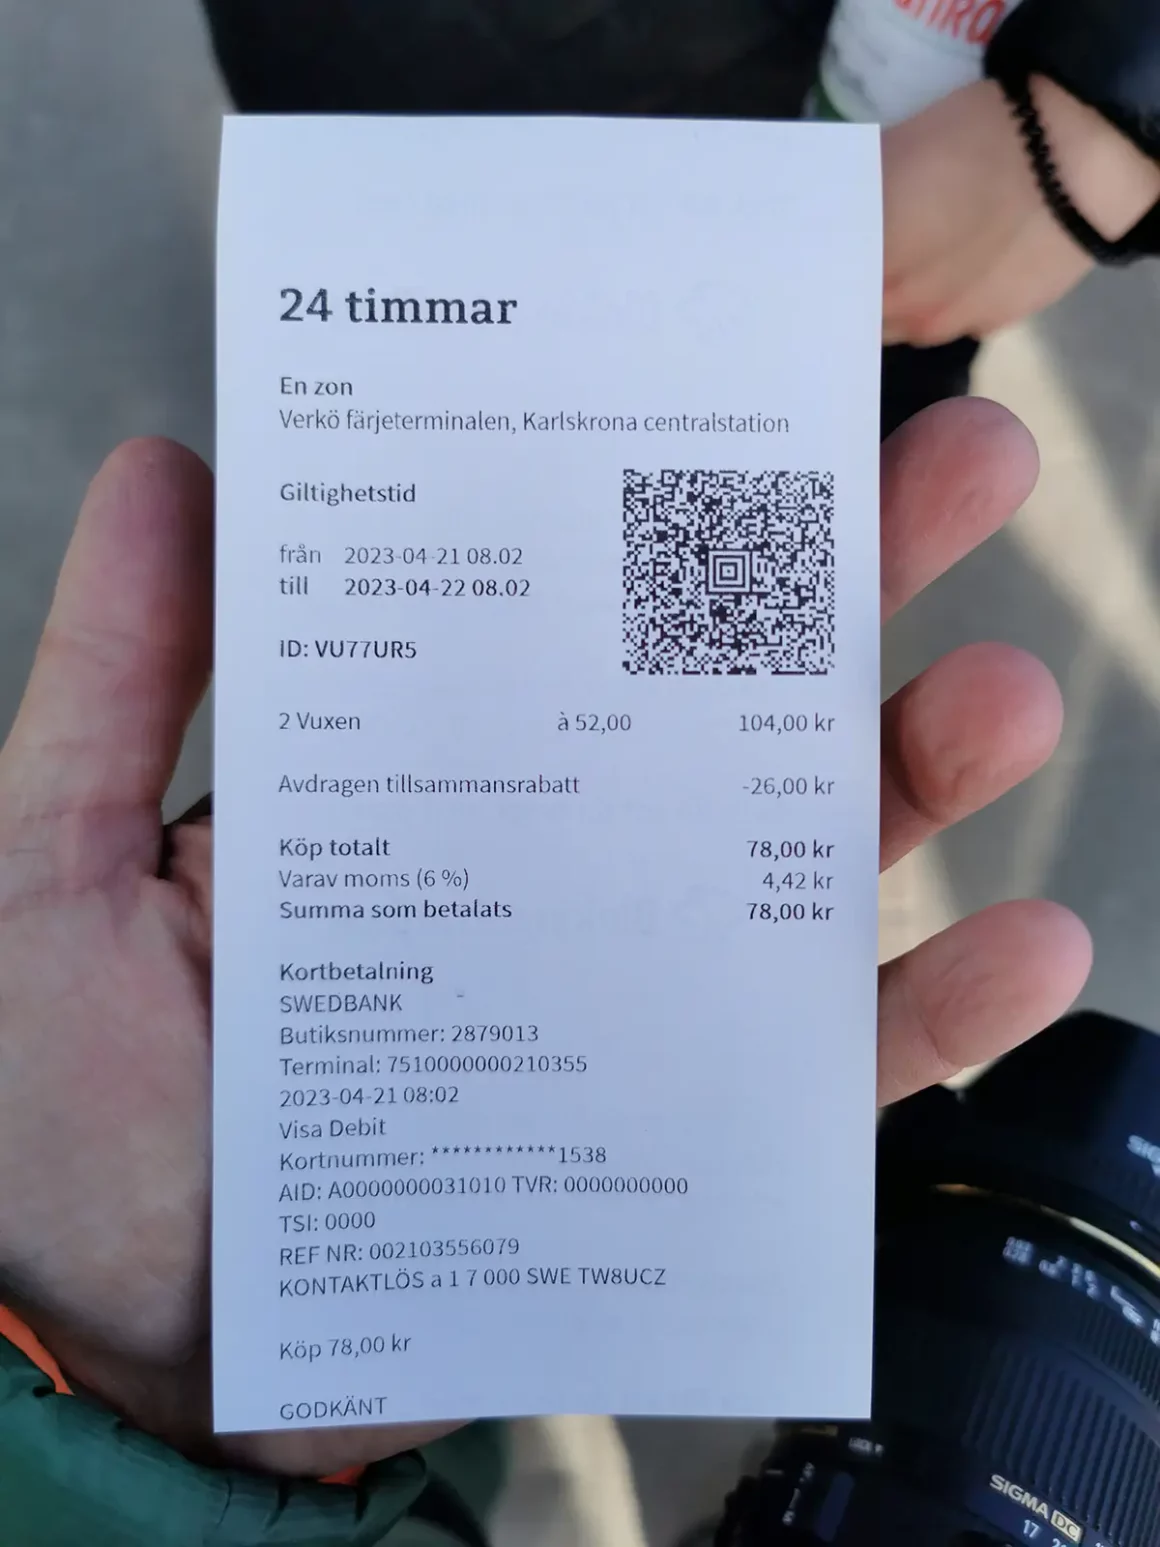 24 timmar
En zon
Verkö färjeterminalen, Karlskrona centralstation
Giltighetstid
från 2023-04-21 08.02
till 2023-04-22 08.02
ID: VU77UR5
2 Vuxen à 52,00 104,00 kr
Avdragen tillsammansrabatt -26,00 kr
Köp totalt 78,00 kr
Varav moms (6 %) 4,42 kr
Summa som betalats 78,00 kr
Kortbetalning
SWEDBANK
Butiksnummer: 2879013
Terminal: 7510000000210355
2023-04-21 08:02
Visa Debit
Kortnummer: ************1538
AID: A0000000031010 TVR: 0000000000
TSI: 0000
REF NR: 002103556079
KONTAKTLÖS a 1 7 000 SWE TW8UCZ
Köp 78,00 kr
GODKÄNT
SIGMA DC
17